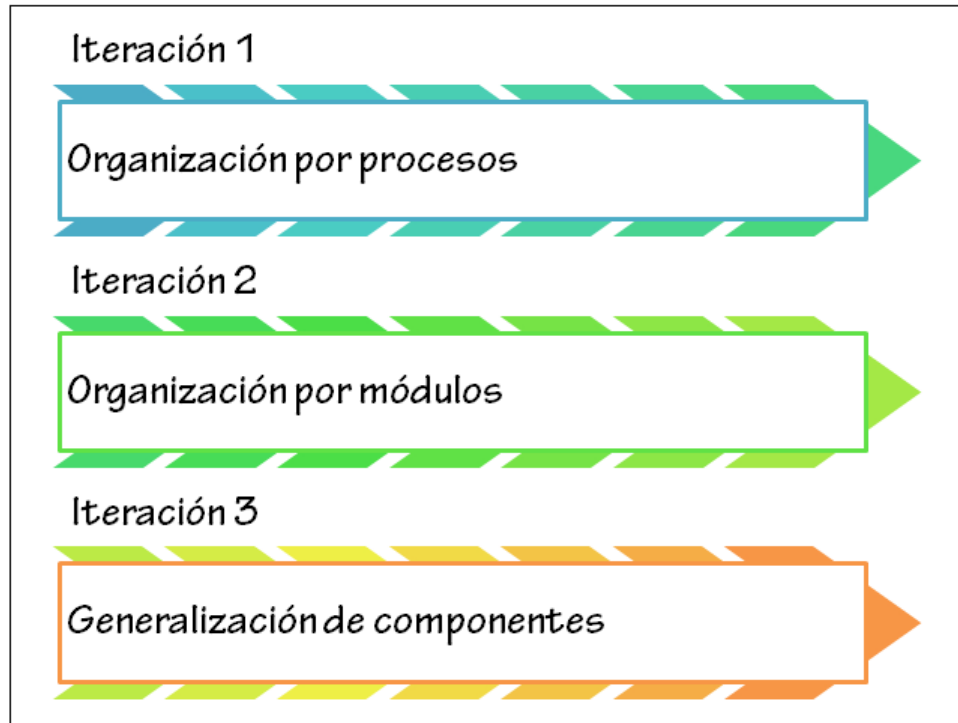 Iteración 1
Organización por procesos
Iteración 2
Organización por módulos
Iteración 3
Generalización de componentes